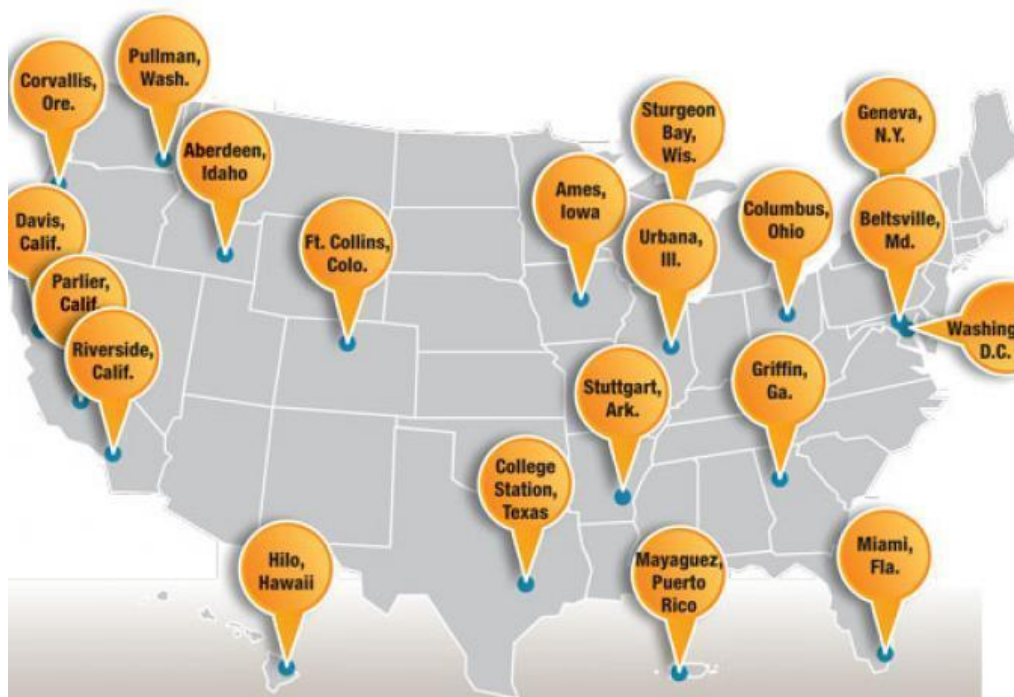 Pullman,
Wash.
Corvallis,
Ore.
Sturgeon
Bay,
Wis.
Geneva,
N.Y.
Aberdeen,
Idaho
Ames,
Iowa
Columbus,
Ohio
Beltsville,
Md.
Davis,
Calif.
Ft. Collins,
Colo.
Urbana,
Ill.
Parlier,
Calif.
Washing
D.C.
Riverside,
Calif.
Stuttgart,
Ark.
Griffin,
Ga.
College
Station,
Texas
Hilo,
Hawaii
Mayaguez,
Puerto
Rico
Miami,
Fla.